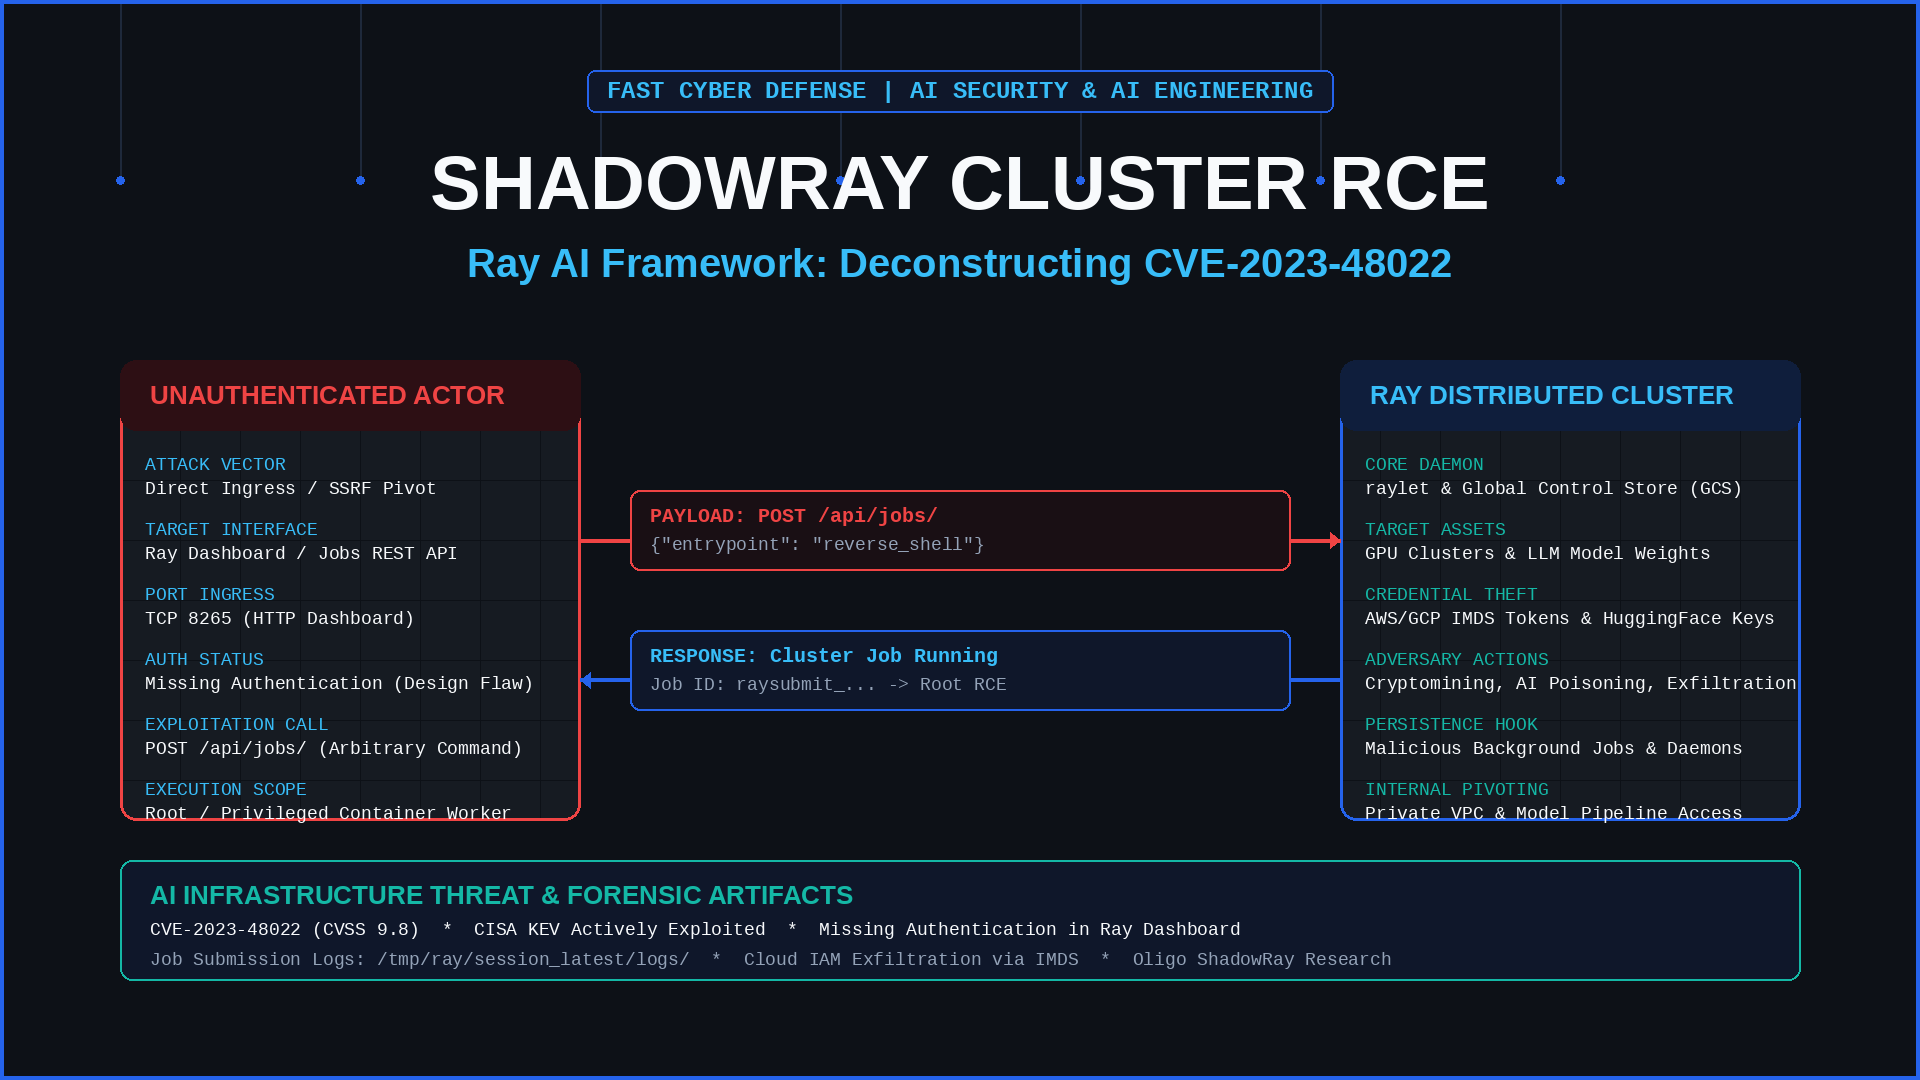 FAST CYBER DEFENSE | AI SECURITY & AI ENGINEERING
SHADOWRAY CLUSTER RCE
Ray AI Framework: Deconstructing CVE-2023-48022
UNAUTHENTICATED ACTOR
ATTACK VECTOR
Direct Ingress / SSRF Pivot
TARGET INTERFACE
Ray Dashboard / Jobs REST API
PORT INGRESS
TCP 8265 (HTTP Dashboard)
AUTH STATUS
Missing Authentication (Design Flaw)
EXPLOITATION CALL
POST /api/jobs/ (Arbitrary Command)
EXECUTION SCOPE
Root / Privileged Container Worker
PAYLOAD: POST /api/jobs/
{"entrypoint": "reverse_shell"}
RESPONSE: Cluster Job Running
Job ID: raysubmit_... -> Root RCE
RAY DISTRIBUTED CLUSTER
CORE DAEMON
raylet & Global Control Store (GCS)
TARGET ASSETS
GPU Clusters & LLM Model Weights
CREDENTIAL THEFT
AWS/GCP IMDS Tokens & HuggingFace Keys
ADVERSARY ACTIONS
Cryptomining, AI Poisoning, Exfiltration
PERSISTENCE HOOK
Malicious Background Jobs & Daemons
INTERNAL PIVOTING
Private VPC & Model Pipeline Access
AI INFRASTRUCTURE THREAT & FORENSIC ARTIFACTS
CVE-2023-48022 (CVSS 9.8)  *  CISA KEV Actively Exploited  *  Missing Authentication in Ray Dashboard
Job Submission Logs: /tmp/ray/session_latest/logs/  *  Cloud IAM Exfiltration via IMDS  *  Oligo ShadowRay Research